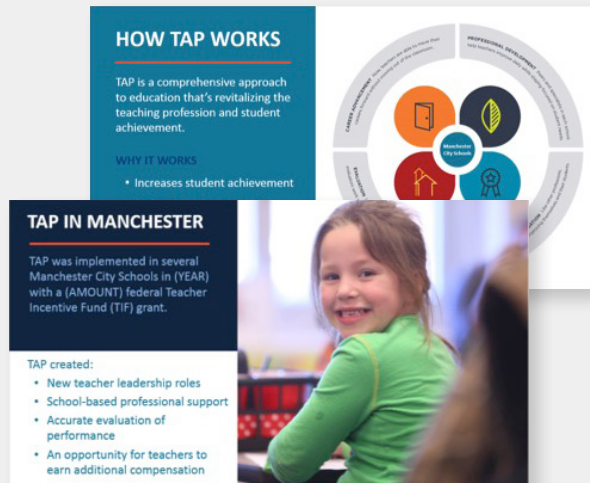 HOW TAP WORKS
TAP is a comprehensive approach
to education that's revitalizing the
teaching profession and student
achievement.
WHY IT WORKS
• Increases student achievement
CAREER ADVANCEMENT
PROFESSIONAL DEVELOPMENT
Manchester
City Schools
EVALUATION
TAP IN MANCHESTER
TAP was implemented in several
Manchester City Schools in (YEAR)
with a (AMOUNT) federal Teacher
Incentive Fund (TIF) grant.
TAP created:
• New teacher leadership roles
• School-based professional support
• Accurate evaluation of
performance
• An opportunity for teachers to
earn additional compensation